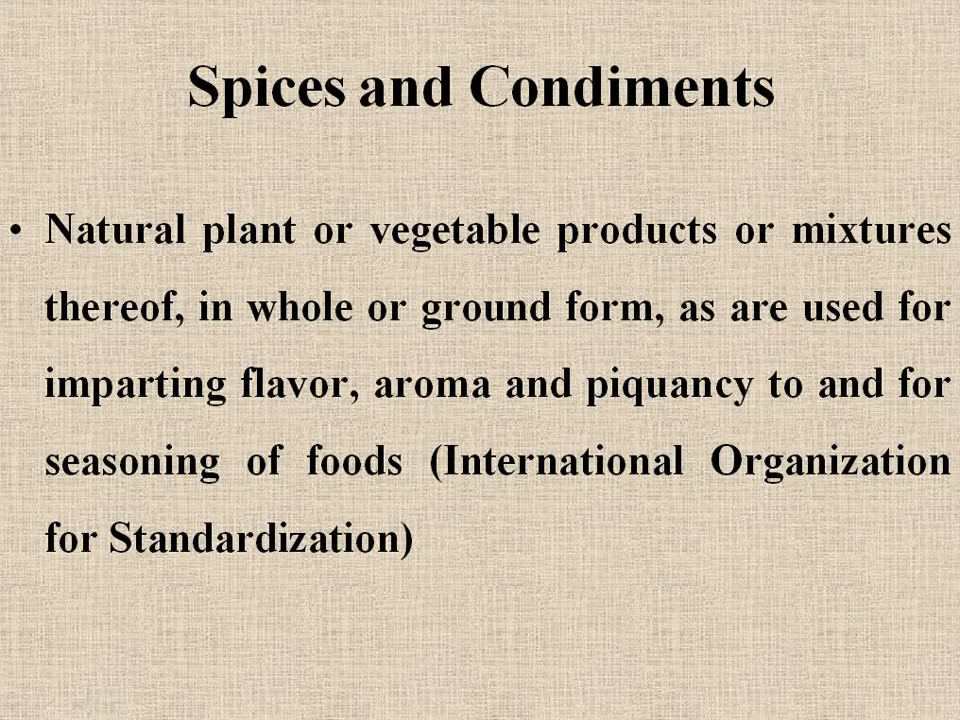 Spices and Condiments
• Natural plant or vegetable products or mixtures
thereof, in whole or ground form, as are used for
imparting flavor, aroma and piquancy to and for
seasoning of foods (International Organization
for Standardization)